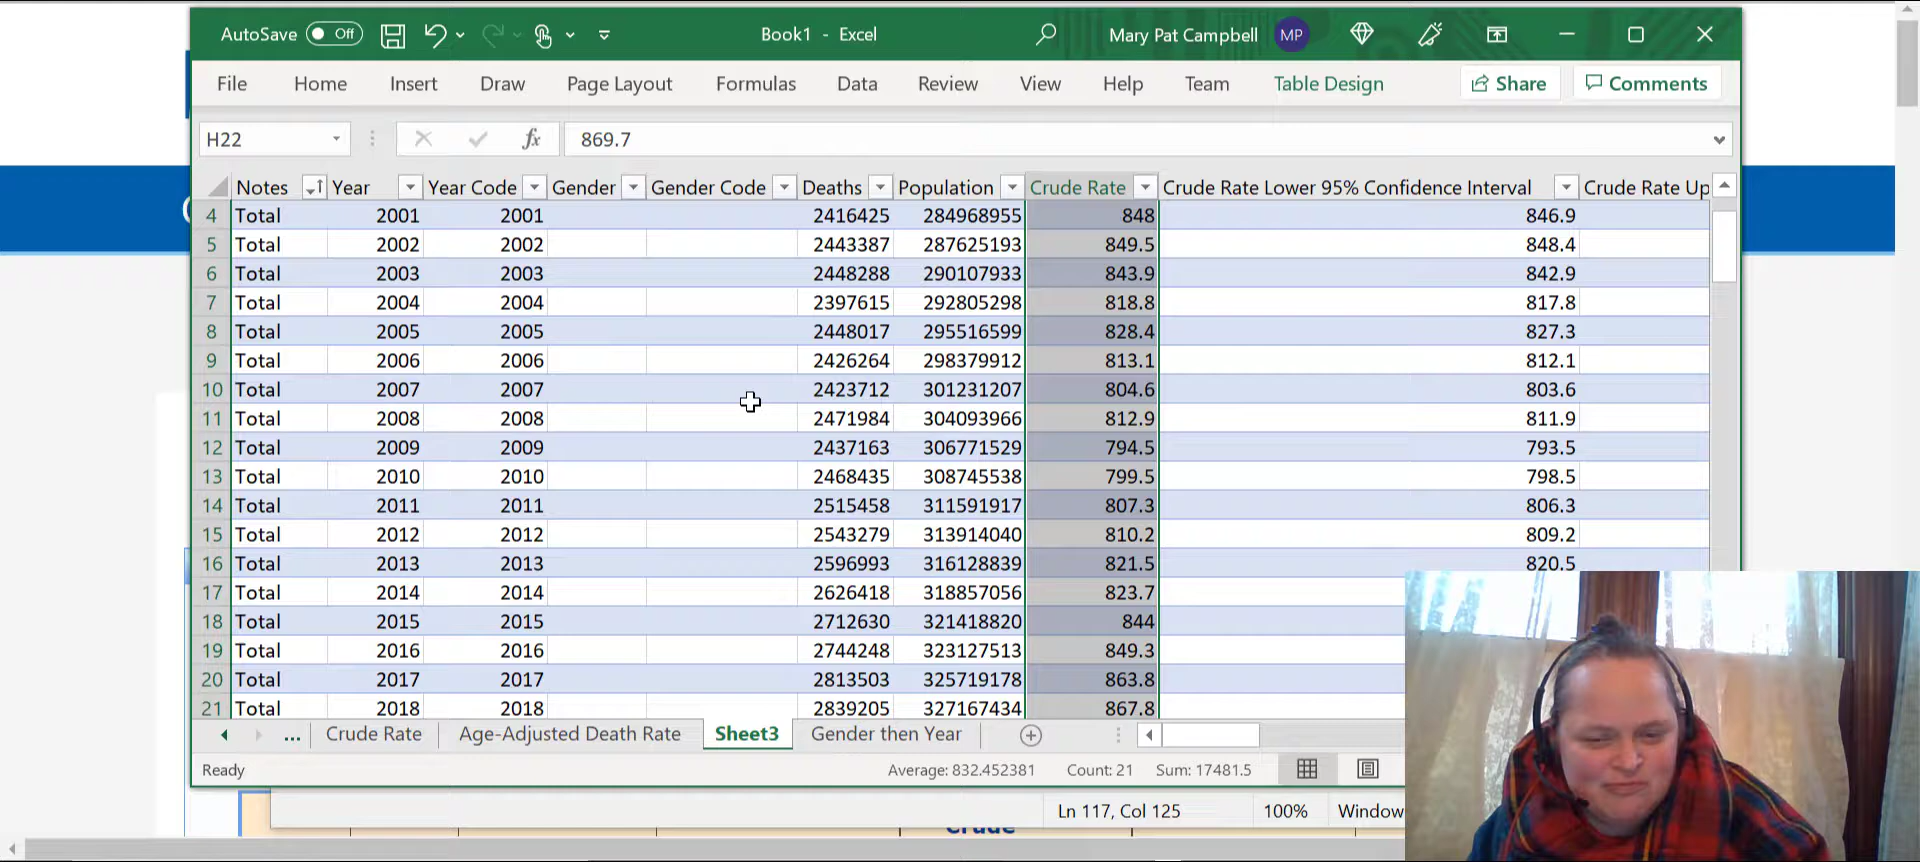 AutoSave Off Book1 - Excel Mary Pat Campbell MP
File Home Insert Draw Page Layout Formulas Data Review View Help Team Table Design Share Comments
H22 fx 869.7
Notes Year Year Code Gender Gender Code Deaths Population Crude Rate Crude Rate Lower 95% Confidence Interval Crude Rate Up
4 Total 2001 2001 2416425 284968955 848 846.9
5 Total 2002 2002 2443387 287625193 849.5 848.4
6 Total 2003 2003 2448288 290107933 843.9 842.9
7 Total 2004 2004 2397615 292805298 818.8 817.8
8 Total 2005 2005 2448017 295516599 828.4 827.3
9 Total 2006 2006 2426264 298379912 813.1 812.1
10 Total 2007 2007 2423712 301231207 804.6 803.6
11 Total 2008 2008 2471984 304093966 812.9 811.9
12 Total 2009 2009 2437163 306771529 794.5 793.5
13 Total 2010 2010 2468435 308745538 799.5 798.5
14 Total 2011 2011 2515458 311591917 807.3 806.3
15 Total 2012 2012 2543279 313914040 810.2 809.2
16 Total 2013 2013 2596993 316128839 821.5 820.5
17 Total 2014 2014 2626418 318857056 823.7
18 Total 2015 2015 2712630 321418820 844
19 Total 2016 2016 2744248 323127513 849.3
20 Total 2017 2017 2813503 325719178 863.8
21 Total 2018 2018 2839205 327167434 867.8
... Crude Rate Age-Adjusted Death Rate Sheet3 Gender then Year
Ready Average: 832.452381 Count: 21 Sum: 17481.5
Ln 117, Col 125 100% Window
Crude